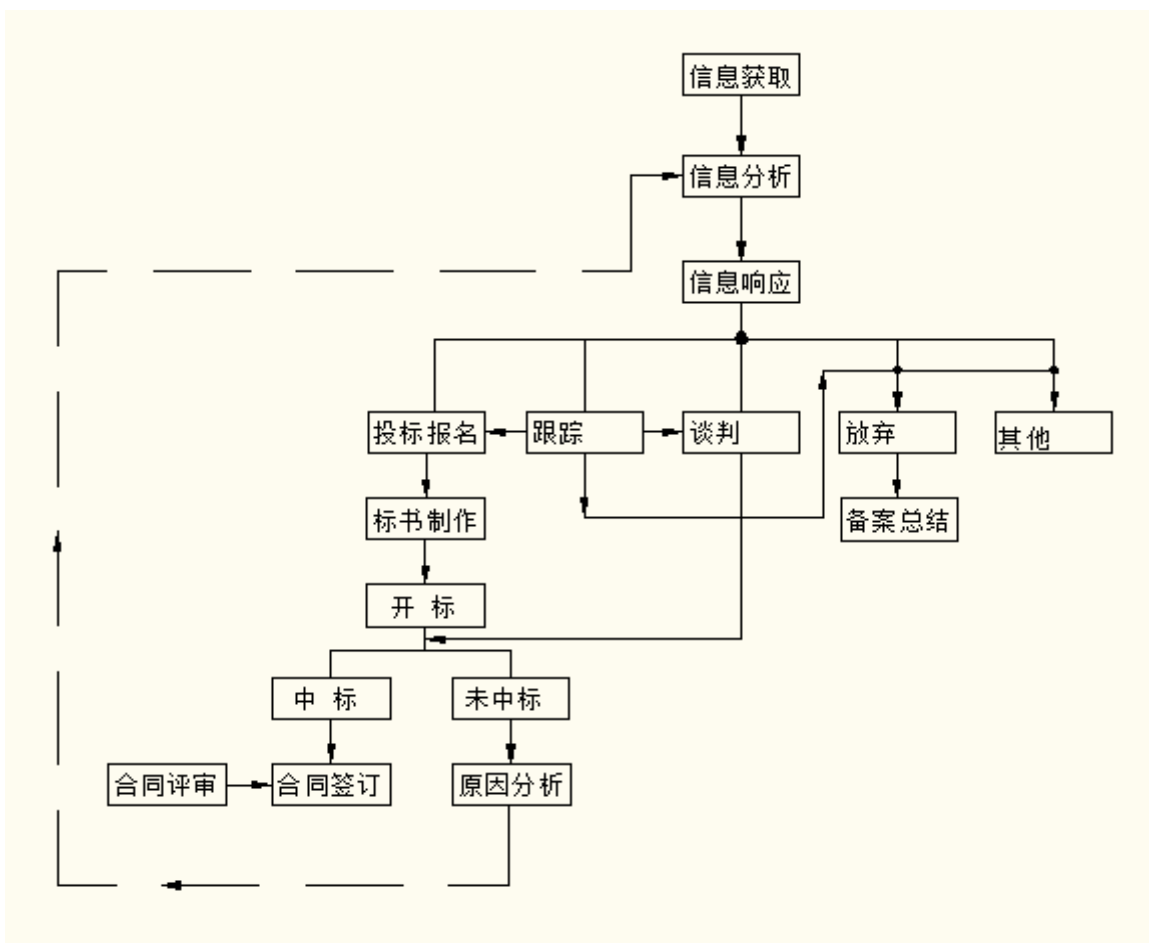 信息获取
信息分析
信息响应
投标报名
跟踪
谈判
放弃
其他
标书制作
备案总结
开 标
中 标
未中标
合同评审
合同签订
原因分析